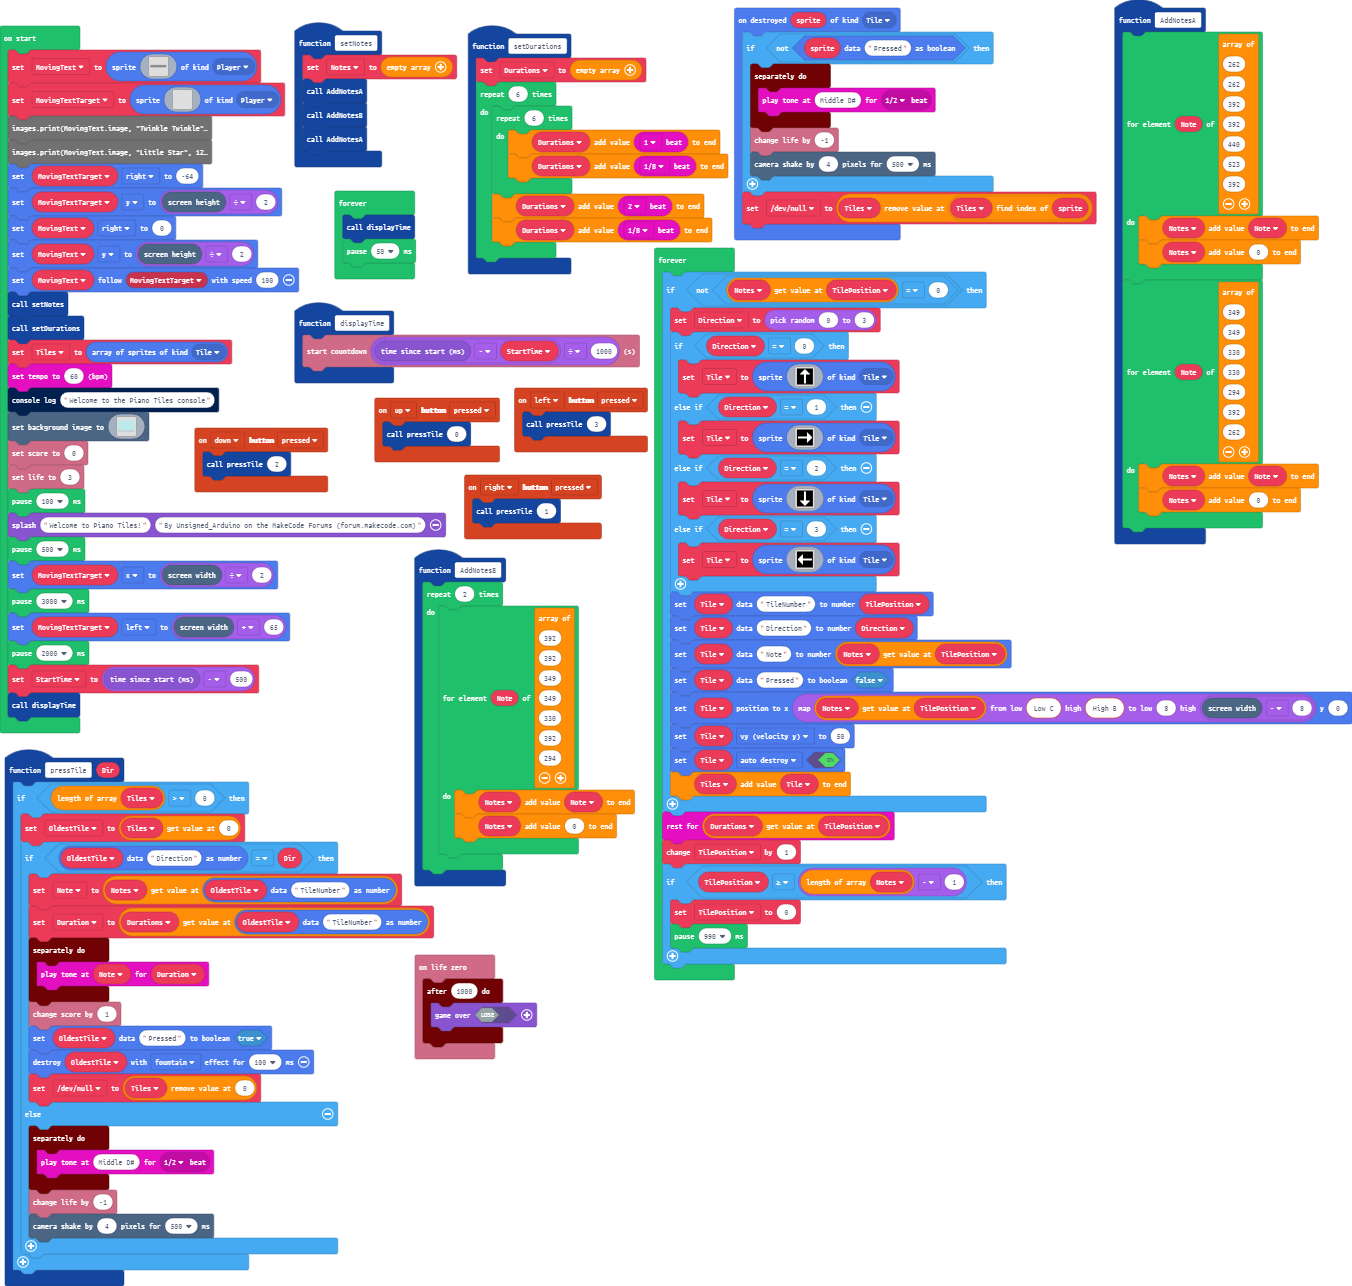 on start
set MovingText to sprite of kind Player
set MovingTextTarget to sprite of kind Player
images.print(MovingText.image, "Twinkle Twinkle"…
images.print(MovingText.image, "Little Star", 12…
set MovingTextTarget right to -64
set MovingTextTarget y to screen height ÷ 2
set MovingText right to 0
set MovingText y to screen height ÷ 2
set MovingText follow MovingTextTarget with speed 100
call setNotes
call setDurations
set Tiles to array of sprites of kind Tile
set tempo to 60 (bpm)
console log "Welcome to the Piano Tiles console"
set background image to
set score to 0
set life to 3
pause 100 ms
splash "Welcome to Piano Tiles!" "By Unsigned_Arduino on the MakeCode Forums (forum.makecode.com)"
pause 500 ms
set MovingTextTarget x to screen width ÷ 2
pause 3000 ms
set MovingTextTarget left to screen width 65
pause 2000 ms
set StartTime to time since start (ms) - 500
call displayTime
function setNotes
set Notes to empty array
call AddNotesA
call AddNotesB
call AddNotesA
forever
call displayTime
pause 50 ms
function displayTime
start countdown time since start (ms) - StartTime ÷ 1000 (s)
function setDurations
set Durations to empty array
repeat 6 times
do
repeat 6 times
do
Durations add value 1 beat to end
Durations add value 1/8 beat to end
Durations add value 2 beat to end
Durations add value 1/8 beat to end
on down button pressed
call pressTile 2
on up button pressed
call pressTile 0
on left button pressed
call pressTile 3
on right button pressed
call pressTile 1
on destroyed sprite of kind Tile
if not sprite data "Pressed" as boolean then
separately do
play tone at Middle D# for 1/2 beat
change life by -1
camera shake by 4 pixels for 500 ms
set /dev/null to Tiles remove value at Tiles find index of sprite
forever
if not Notes get value at TilePosition = 0 then
set Direction to pick random 0 to 3
if Direction = 0 then
set Tile to sprite of kind Tile
else if Direction = 1 then
set Tile to sprite of kind Tile
else if Direction = 2 then
set Tile to sprite of kind Tile
else if Direction = 3 then
set Tile to sprite of kind Tile
set Tile data "TileNumber" to number TilePosition
set Tile data "Direction" to number Direction
set Tile data "Note" to number Notes get value at TilePosition
set Tile data "Pressed" to boolean false
set Tile position to x map Notes get value at TilePosition from low Low C high High B to low 8 high screen width - 8 y 0
set Tile vy (velocity y) to 50
set Tile auto destroy ON
Tiles add value Tile to end
rest for Durations get value at TilePosition
change TilePosition by 1
if TilePosition ≥ length of array Notes - 1 then
set TilePosition to 0
pause 990 ms
function AddNotesA
for element Note of
array of
262
262
392
392
440
523
392
do
Notes add value Note to end
Notes add value 0 to end
for element Note of
array of
349
349
330
330
294
392
262
do
Notes add value Note to end
Notes add value 0 to end
function AddNotesB
repeat 2 times
do
for element Note of
array of
392
392
349
349
330
392
294
do
Notes add value Note to end
Notes add value 0 to end
function pressTile Dir
if length of array Tiles > 0 then
set OldestTile to Tiles get value at 0
if OldestTile data "Direction" as number = Dir then
set Note to Notes get value at OldestTile data "TileNumber" as number
set Duration to Durations get value at OldestTile data "TileNumber" as number
separately do
play tone at Note for Duration
change score by 1
set OldestTile data "Pressed" to boolean true
destroy OldestTile with fountain effect for 100 ms
set /dev/null to Tiles remove value at 0
else
separately do
play tone at Middle D# for 1/2 beat
change life by -1
camera shake by 4 pixels for 500 ms
on life zero
after 1000 do
game over LOSE